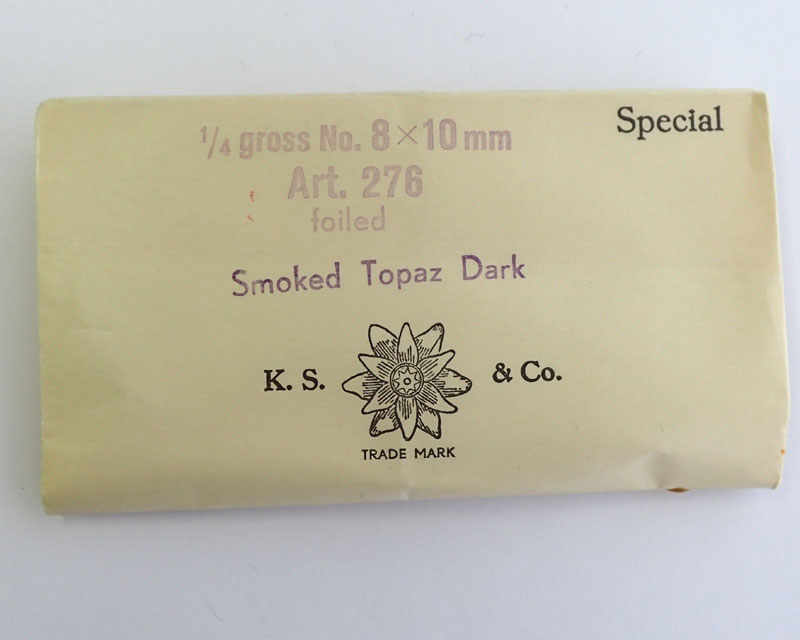 Special
¼ gross No. 8×10 mm
Art. 276
foiled
Smoked Topaz Dark
K. S. & Co.
TRADE MARK